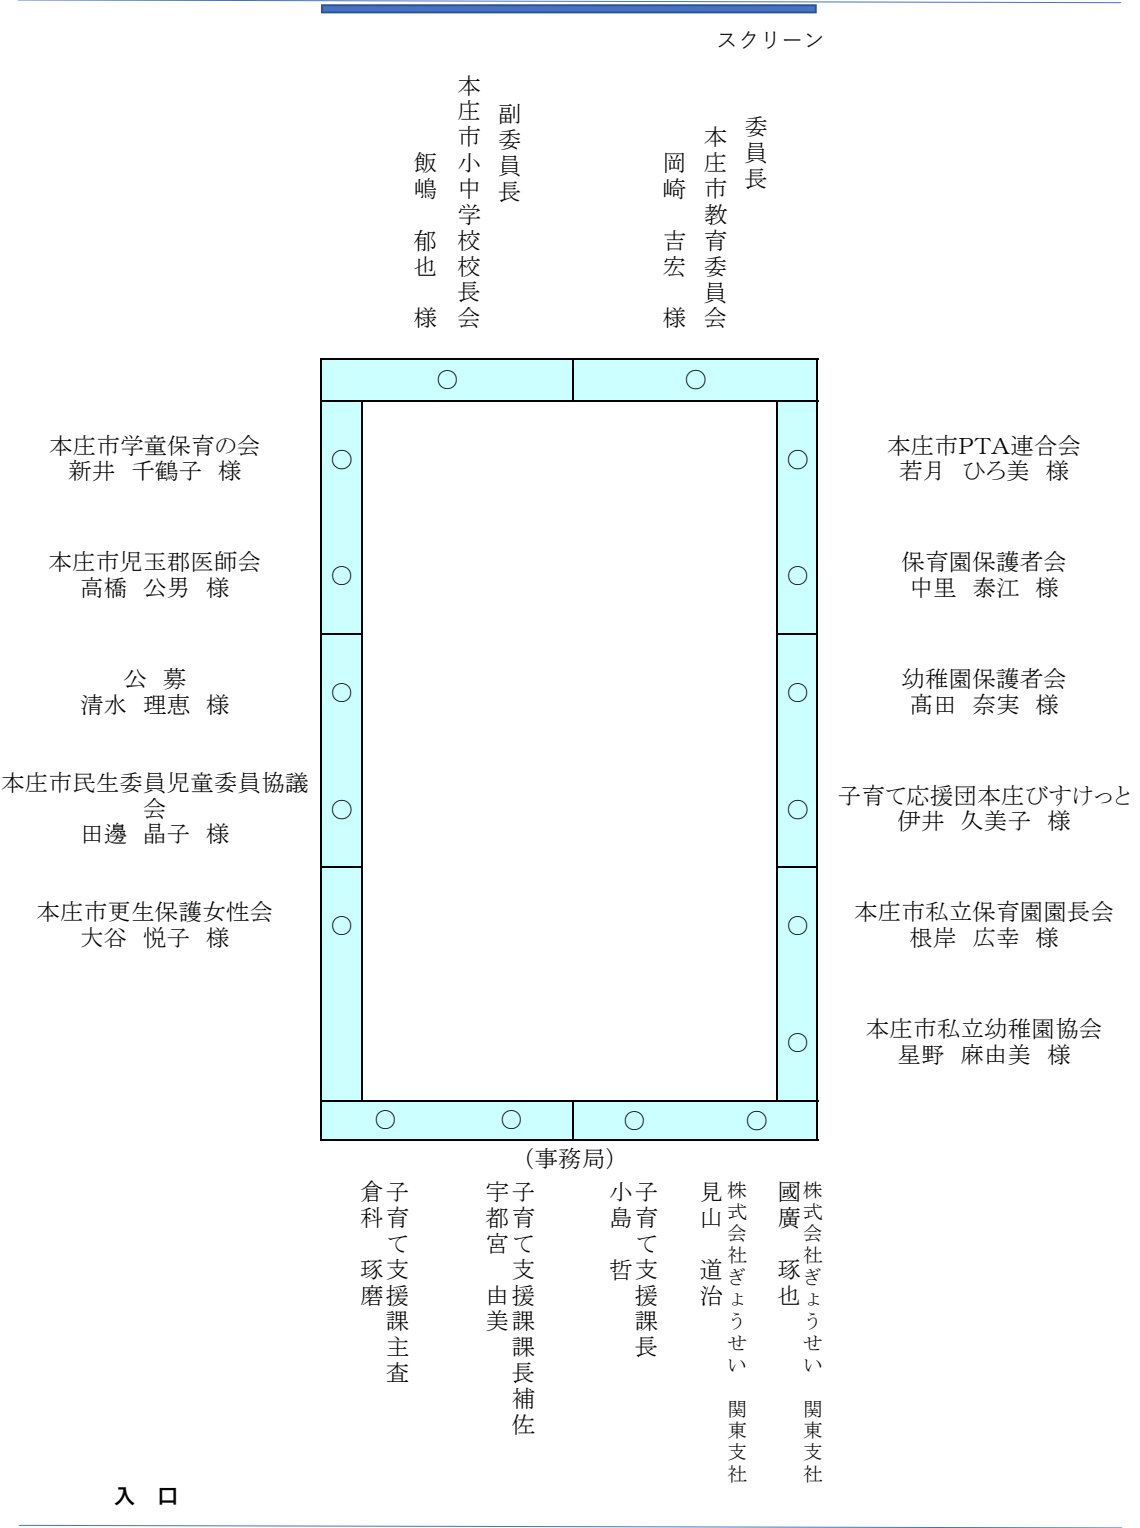 スクリーン
委員長
本庄市教育委員会
岡崎　吉宏　様
副委員長
本庄市小中学校校長会
飯嶋　郁也　様
○
○
本庄市学童保育の会
新井　千鶴子　様
○
○
本庄市PTA連合会
若月　ひろ美　様
本庄市児玉郡医師会
高橋　公男　様
○
○
保育園保護者会
中里　泰江　様
公　募
清水　理恵　様
○
○
幼稚園保護者会
髙田　奈実　様
本庄市民生委員児童委員協議
会
田邊　晶子　様
○
○
子育て応援団本庄びすけっと
伊井　久美子　様
本庄市更生保護女性会
大谷　悦子　様
○
○
本庄市私立保育園園長会
根岸　広幸　様
○
本庄市私立幼稚園協会
星野　麻由美　様
○
○
○
○
（事務局）
株式会社ぎょうせい　関東支社
國廣　琢也
株式会社ぎょうせい　関東支社
見山　道治
子育て支援課長
小島　哲
子育て支援課課長補佐
宇都宮　由美
子育て支援課主査
倉科　琢磨
入　口